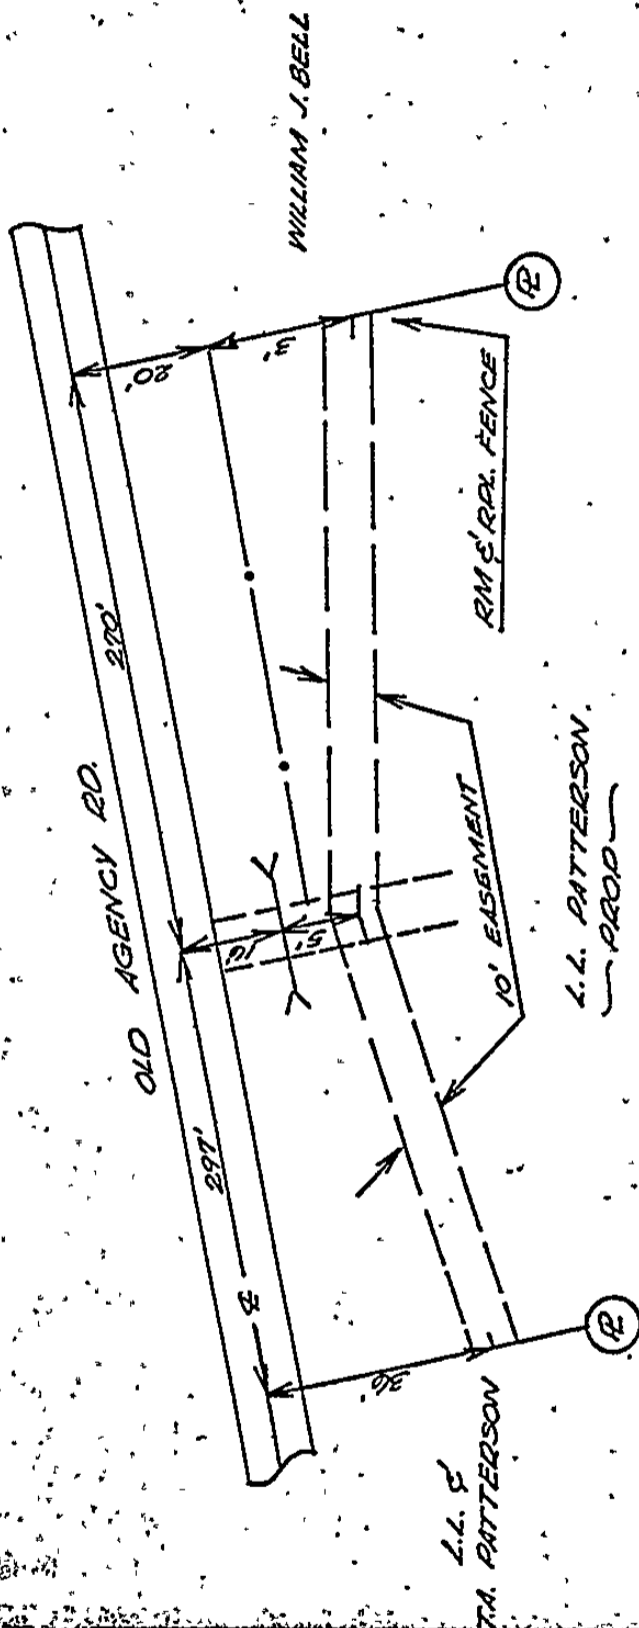 OLD AGENCY RD.
297'
270'
℄
20'
3'
5'
36'
WILLIAM J. BELL
L.L. &
T.A. PATTERSON
10' EASEMENT
RM & RPL. FENCE
L.L. PATTERSON
PROP
℄
℄